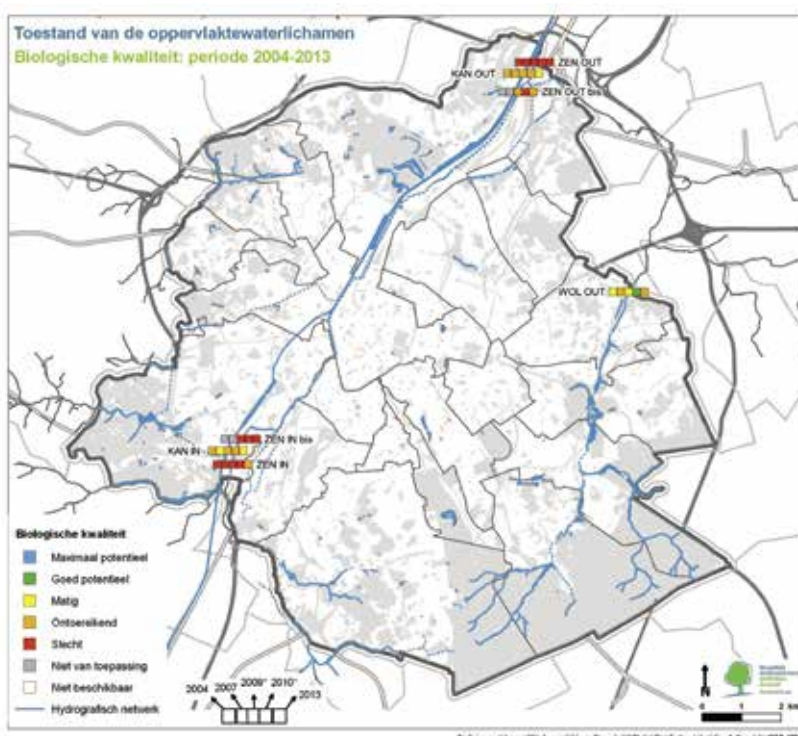 Toestand van de oppervlaktewaterlichamen
Biologische kwaliteit: periode 2004-2013
ZEN OUT
KAN OUT
ZEN OUT bis
WOL OUT
ZEN IN bis
KAN IN
ZEN IN
Biologische kwaliteit
Maximaal potentieel
Goed potentieel
Matig
Ontoereikend
Slecht
Niet van toepassing
Niet beschikbaar
Hydrografisch netwerk
2004
2007
2009"
2010"
2013
N
0 1 2 km